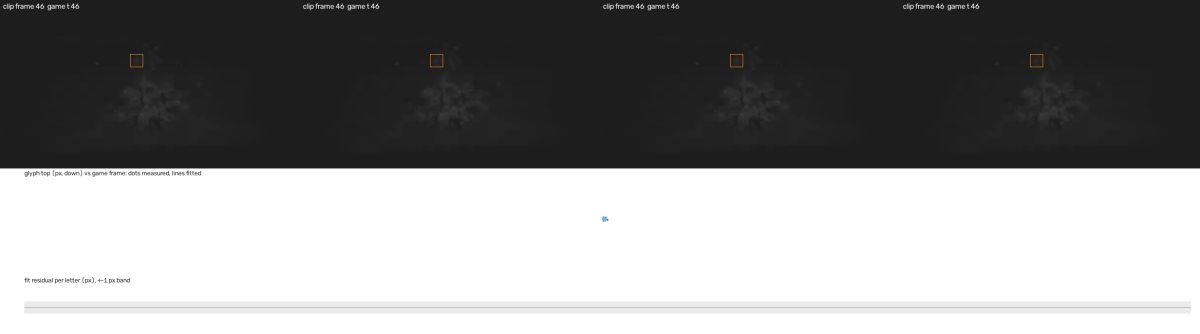 clip frame 46 game t 46
clip frame 46 game t 46
clip frame 46 game t 46
clip frame 46 game t 46
glyph top (px, down) vs game frame: dots measured, lines fitted
fit residual per letter (px), +-1 px band